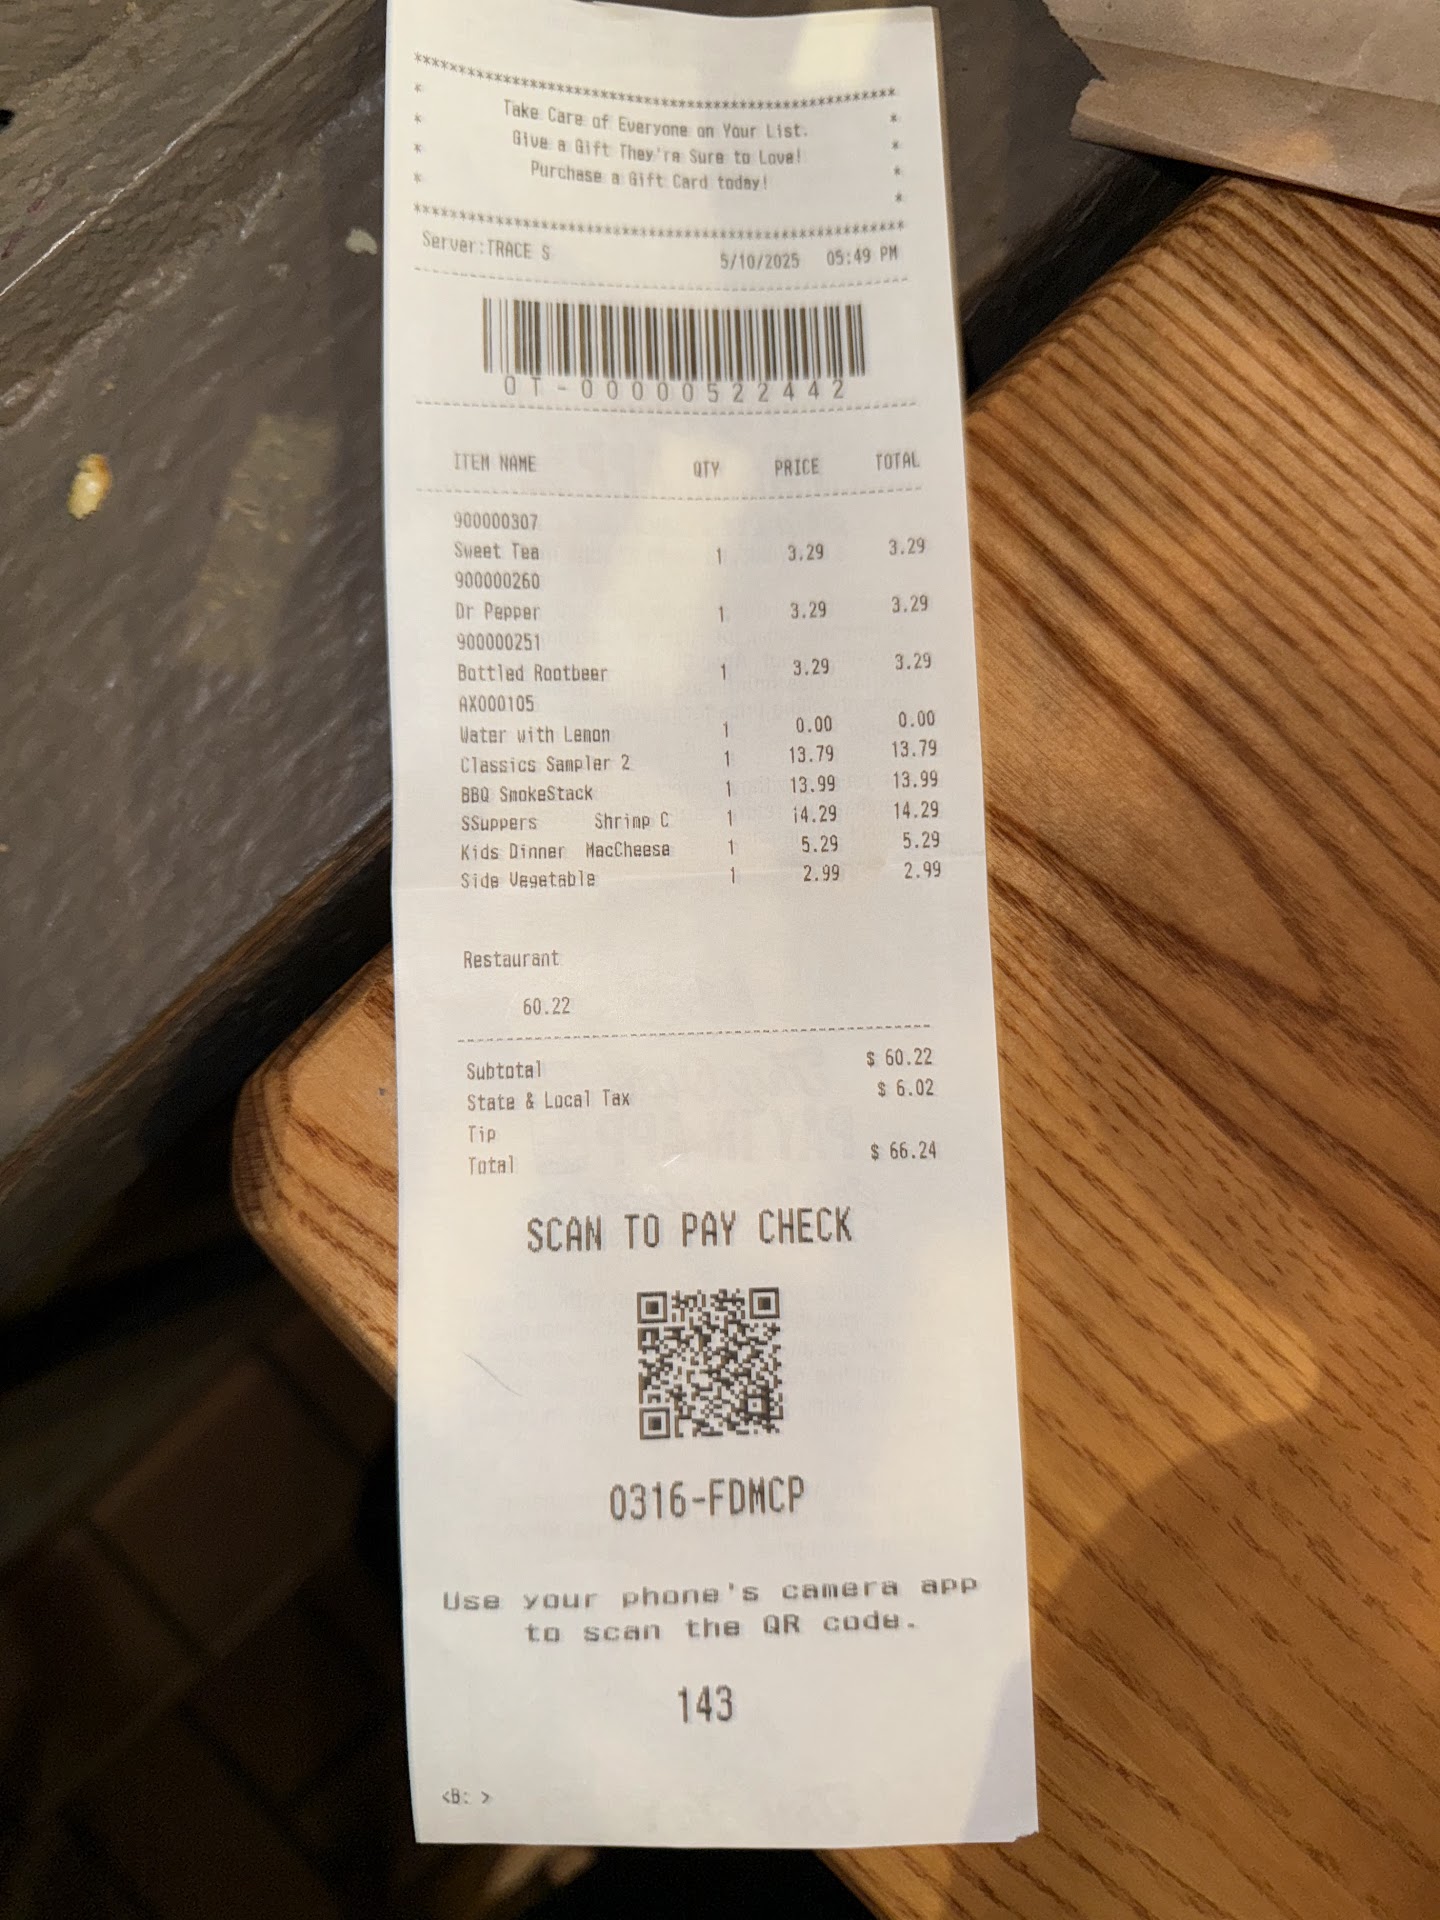 ****************************************************
* Take Care of Everyone on Your List. *
* Give a Gift They're Sure to Love! *
* Purchase a Gift Card today! *
* *
****************************************************
Server:TRACE S 5/10/2025 05:49 PM
OT-00000522442
ITEM NAME QTY PRICE TOTAL
900000307
Sweet Tea 1 3.29 3.29
900000260
Dr Pepper 1 3.29 3.29
900000251
Bottled Rootbeer 1 3.29 3.29
AX000105
Water with Lemon 1 0.00 0.00
Classics Sampler 2 1 13.79 13.79
BBQ SmokeStack 1 13.99 13.99
SSuppers Shrimp C 1 14.29 14.29
Kids Dinner MacCheese 1 5.29 5.29
Side Vegetable 1 2.99 2.99
Restaurant
60.22
Subtotal $ 60.22
State & Local Tax $ 6.02
Tip
Total $ 66.24
SCAN TO PAY CHECK
0316-FDMCP
Use your phone's camera app
to scan the QR code.
143
<B: >